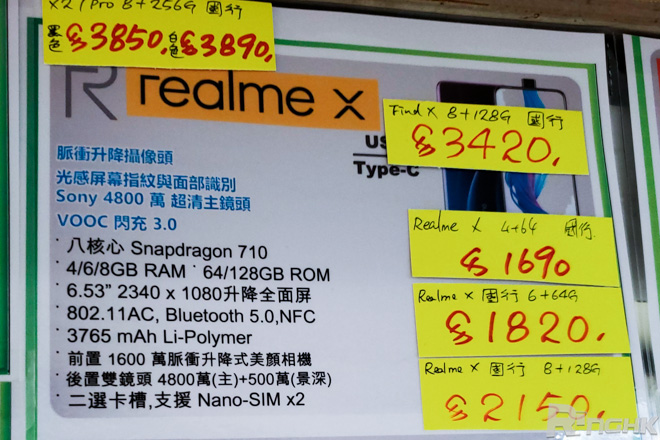 X2 / Pro 8+256G 國行
黑色 $3850, 白色 $3890,
realme X
Find X 8+128G 國行
$3420,
US
Type-C
脈衝升降攝像頭
光感屏幕指紋與面部識別
Sony 4800 萬 超清主鏡頭
VOOC 閃充 3.0
· 八核心 Snapdragon 710
· 4/6/8GB RAM · 64/128GB ROM
· 6.53” 2340 x 1080升降全面屏
· 802.11AC, Bluetooth 5.0,NFC
· 3765 mAh Li-Polymer
· 前置 1600 萬脈衝升降式美顏相機
· 後置雙鏡頭 4800萬(主)+500萬(景深)
· 二選卡槽,支援 Nano-SIM x2
Realme X 4+64 國行
$1690
Realme X 國行 6+64G
$1820,
Realme X 國行 8+128G
$2150,